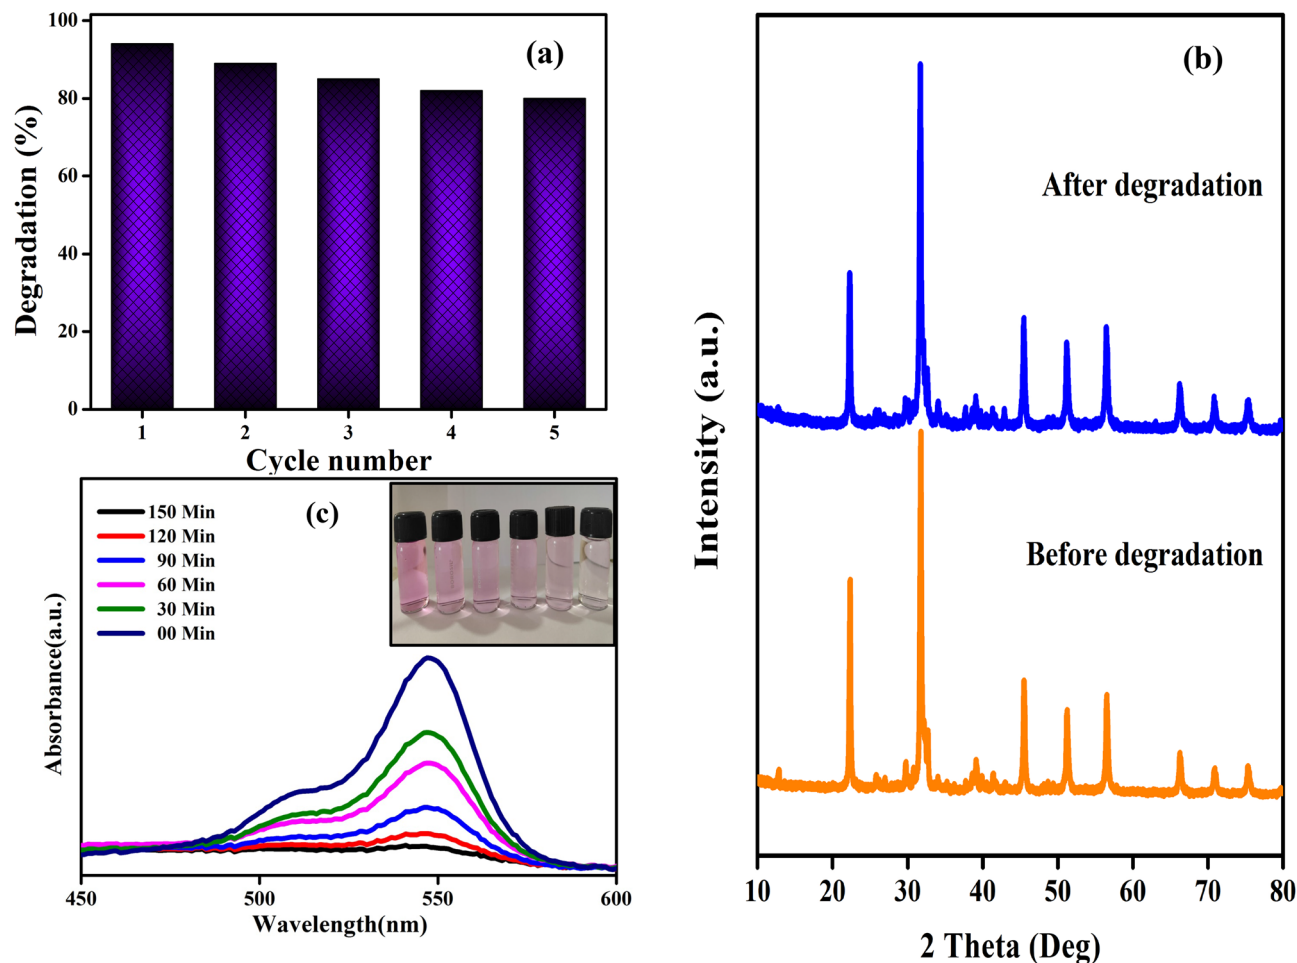 (a)
Degradation (%)
100
80
60
40
20
0
1 2 3 4 5
Cycle number
(b)
After degradation
Before degradation
Intensity (a.u.)
10 20 30 40 50 60 70 80
2 Theta (Deg)
(c)
150 Min
120 Min
90 Min
60 Min
30 Min
00 Min
Absorbance(a.u.)
450 500 550 600
Wavelength(nm)